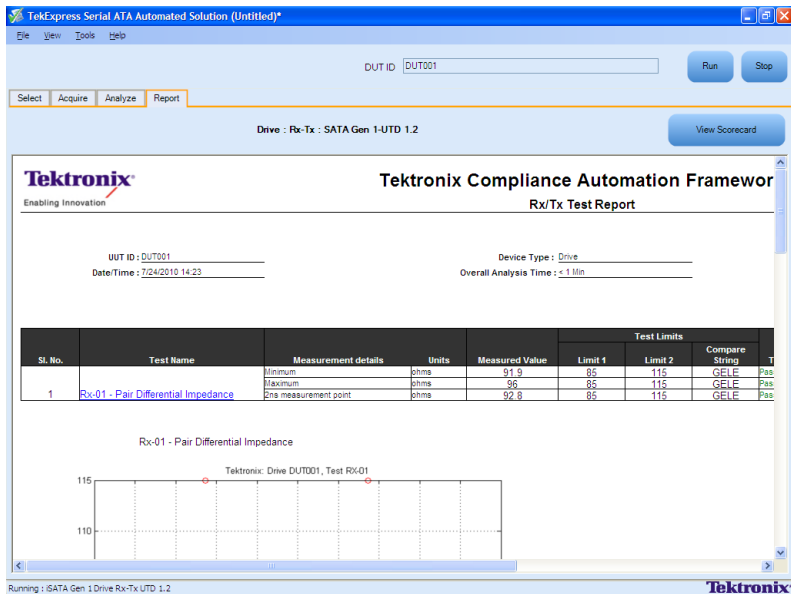 TekExpress Serial ATA Automated Solution (Untitled)*
File View Tools Help
DUT ID DUT001 Run Stop
Select Acquire Analyze Report
Drive : Rx-Tx : SATA Gen 1-UTD 1.2 View Scorecard
Tektronix
Enabling Innovation
Tektronix Compliance Automation Framewor
Rx/Tx Test Report
UUT ID : DUT001 Device Type : Drive
Date/Time : 7/24/2010 14:23 Overall Analysis Time : < 1 Min
Test Limits
Sl. No. Test Name Measurement details Units Measured Value Limit 1 Limit 2 Compare String T
Minimum ohms 91.9 85 115 GELE Pas
Maximum ohms 96 85 115 GELE Pas
1 Rx-01 - Pair Differential Impedance 2ns measurement point ohms 92.8 85 115 GELE Pas
Rx-01 - Pair Differential Impedance
Tektronix: Drive DUT001, Test RX-01
115
110
Running : iSATA Gen 1 Drive Rx-Tx UTD 1.2 Tektronix